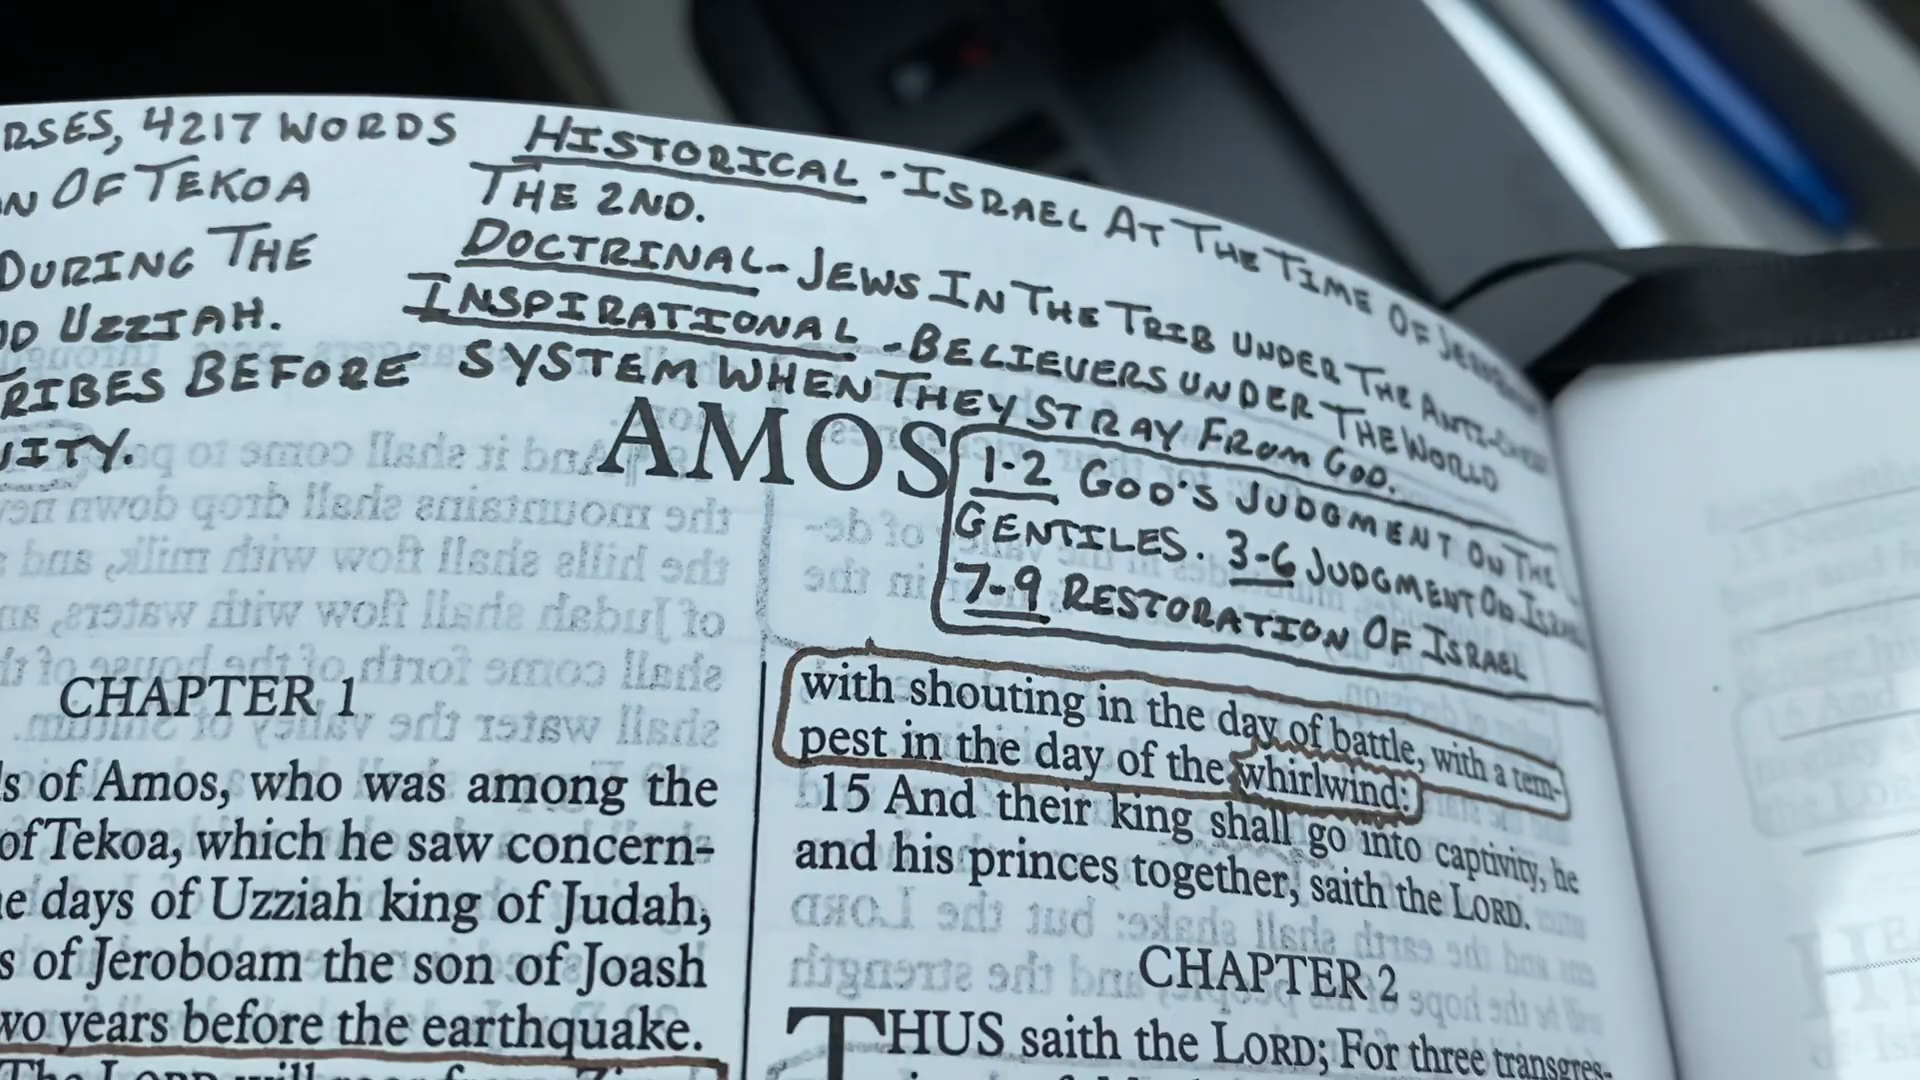 RSES, 4217 WORDS
N OF TEKOA
DURING THE
D UZZIAH.
RIBES BEFORE
VITY.
HISTORICAL - ISRAEL AT THE TIME OF
THE 2ND.
DOCTRINAL - JEWS IN THE TRIB UNDER THE ANTI-
INSPIRATIONAL - BELIEVERS UNDER THE WORLD
SYSTEM WHEN THEY STRAY FROM GOD.
AMOS
1-2 GOD'S JUDGMENT ON THE
GENTILES. 3-6 JUDGMENT ON
7-9 RESTORATION OF ISRAEL
CHAPTER 1
s of Amos, who was among the
of Tekoa, which he saw concern-
e days of Uzziah king of Judah,
s of Jeroboam the son of Joash
wo years before the earthquake.
The LORD will roar from
with shouting in the day of battle, with a tem-
pest in the day of the whirlwind:
15 And their king shall go into captivity, he
and his princes together, saith the LORD.
CHAPTER 2
THUS saith the LORD; For three transgres-